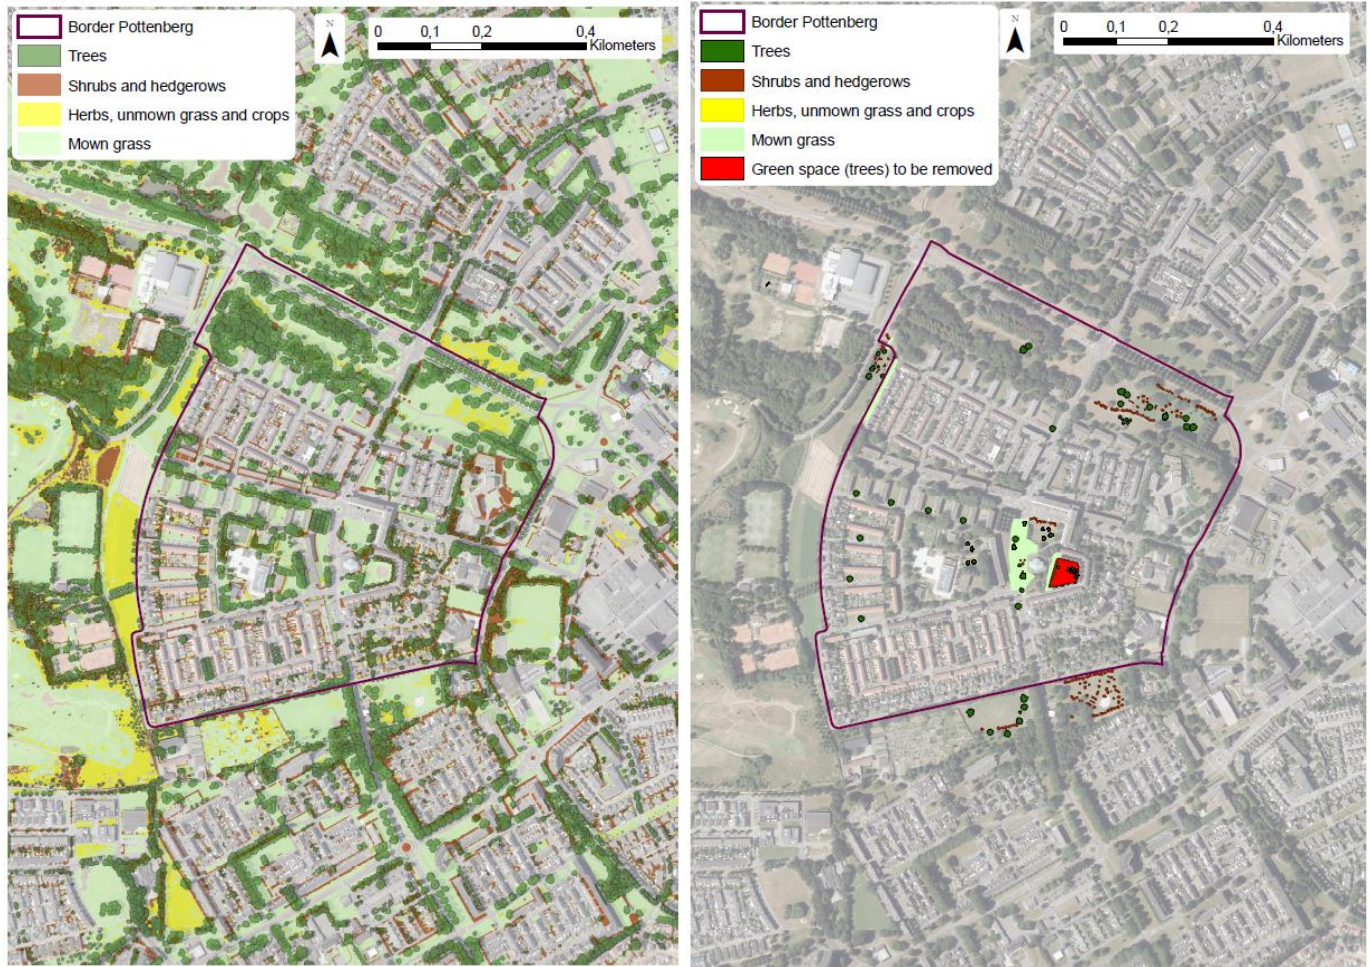 Border Pottenberg
Trees
Shrubs and hedgerows
Herbs, unmown grass and crops
Mown grass
N
0 0,1 0,2 0,4
Kilometers
Border Pottenberg
Trees
Shrubs and hedgerows
Herbs, unmown grass and crops
Mown grass
Green space (trees) to be removed
N
0 0,1 0,2 0,4
Kilometers